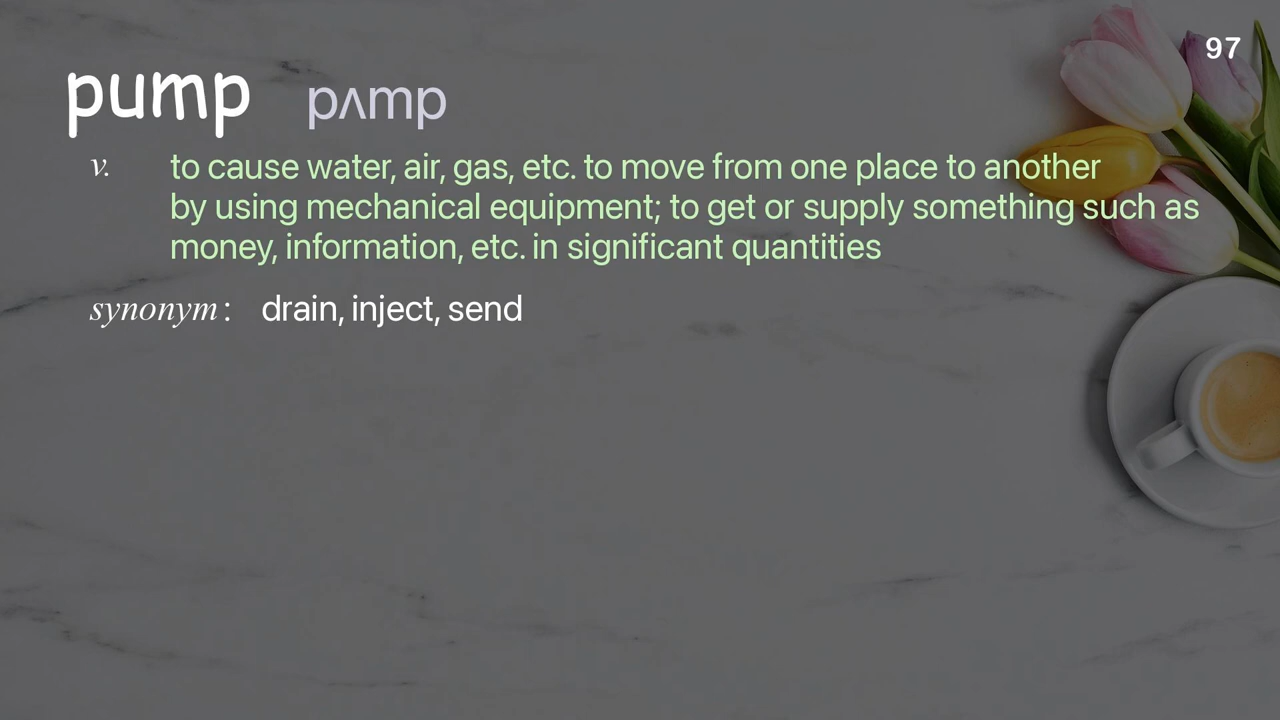 97
pump pʌmp
v. to cause water, air, gas, etc. to move from one place to another
by using mechanical equipment; to get or supply something such as
money, information, etc. in significant quantities
synonym: drain, inject, send